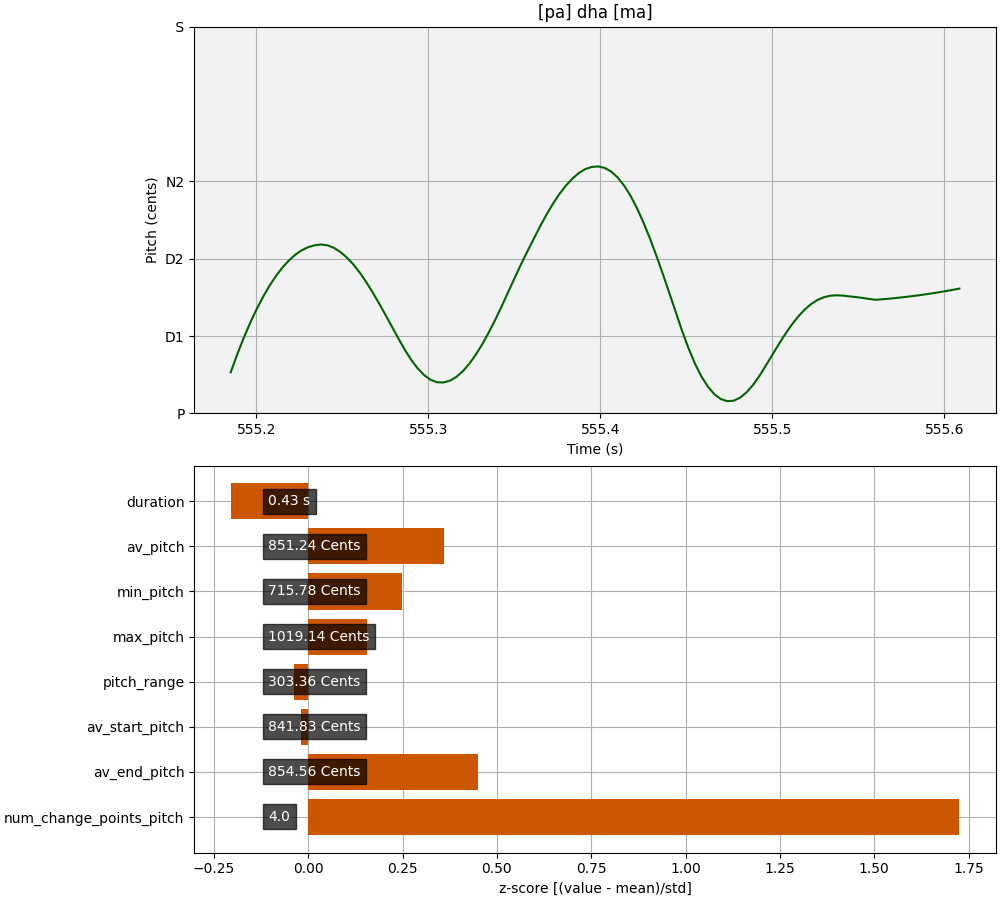 [pa] dha [ma]
S
N2
D2
D1
P
Pitch (cents)
555.2 555.3 555.4 555.5 555.6
Time (s)
duration 0.43 s
av_pitch 851.24 Cents
min_pitch 715.78 Cents
max_pitch 1019.14 Cents
pitch_range 303.36 Cents
av_start_pitch 841.83 Cents
av_end_pitch 854.56 Cents
num_change_points_pitch 4.0
−0.25 0.00 0.25 0.50 0.75 1.00 1.25 1.50 1.75
z-score [(value - mean)/std]